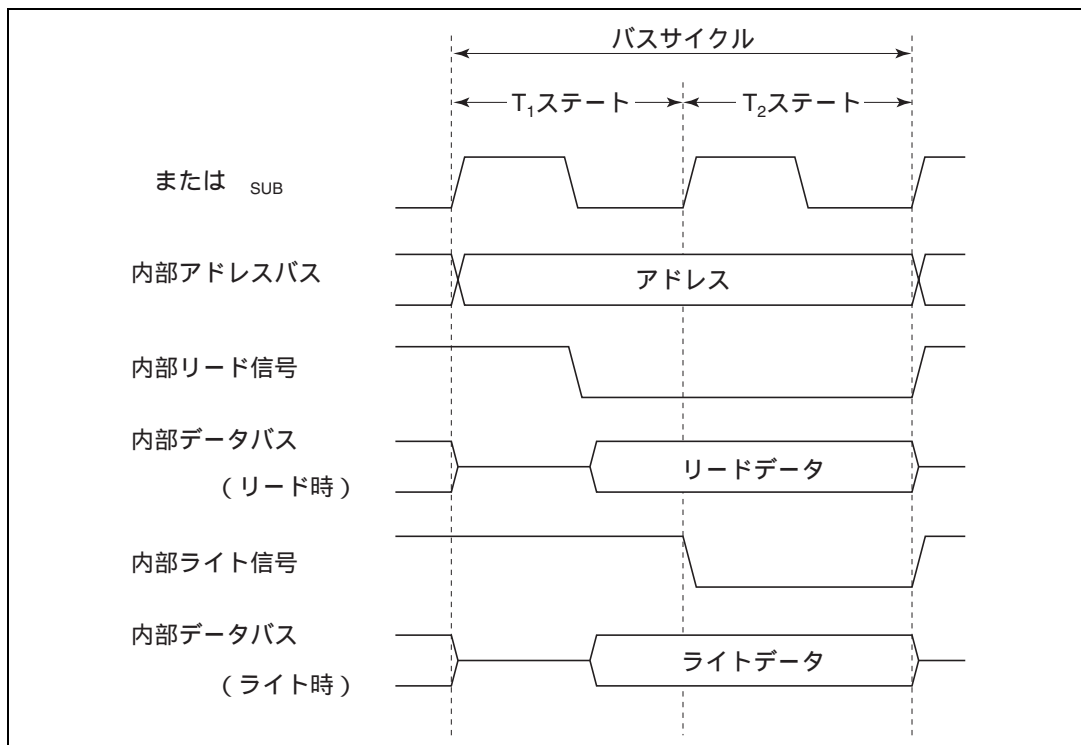 バスサイクル
T₁ステート
T₂ステート
または SUB
内部アドレスバス
アドレス
内部リード信号
内部データバス
(リード時)
リードデータ
内部ライト信号
内部データバス
(ライト時)
ライトデータ